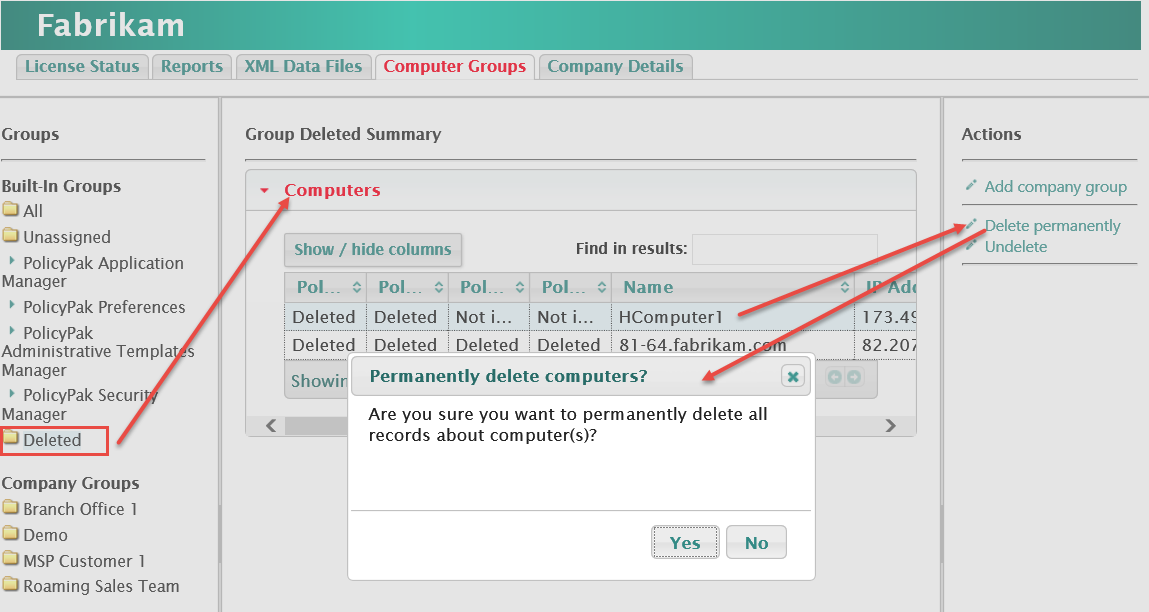 Fabrikam
License Status
Reports
XML Data Files
Computer Groups
Company Details
Groups
Built-In Groups
All
Unassigned
PolicyPak Application
Manager
PolicyPak Preferences
PolicyPak
Administrative Templates
Manager
PolicyPak Security
Manager
Deleted
Company Groups
Branch Office 1
Demo
MSP Customer 1
Roaming Sales Team
Group Deleted Summary
Computers
Show / hide columns
Find in results:
Pol... Pol... Pol... Pol... Name IP Add
Deleted Deleted Not i... Not i... HComputer1 173.49
Deleted Deleted Deleted Deleted 81-64.fabrikam.com 82.207
Showin
Permanently delete computers?
Are you sure you want to permanently delete all
records about computer(s)?
Yes
No
Actions
Add company group
Delete permanently
Undelete